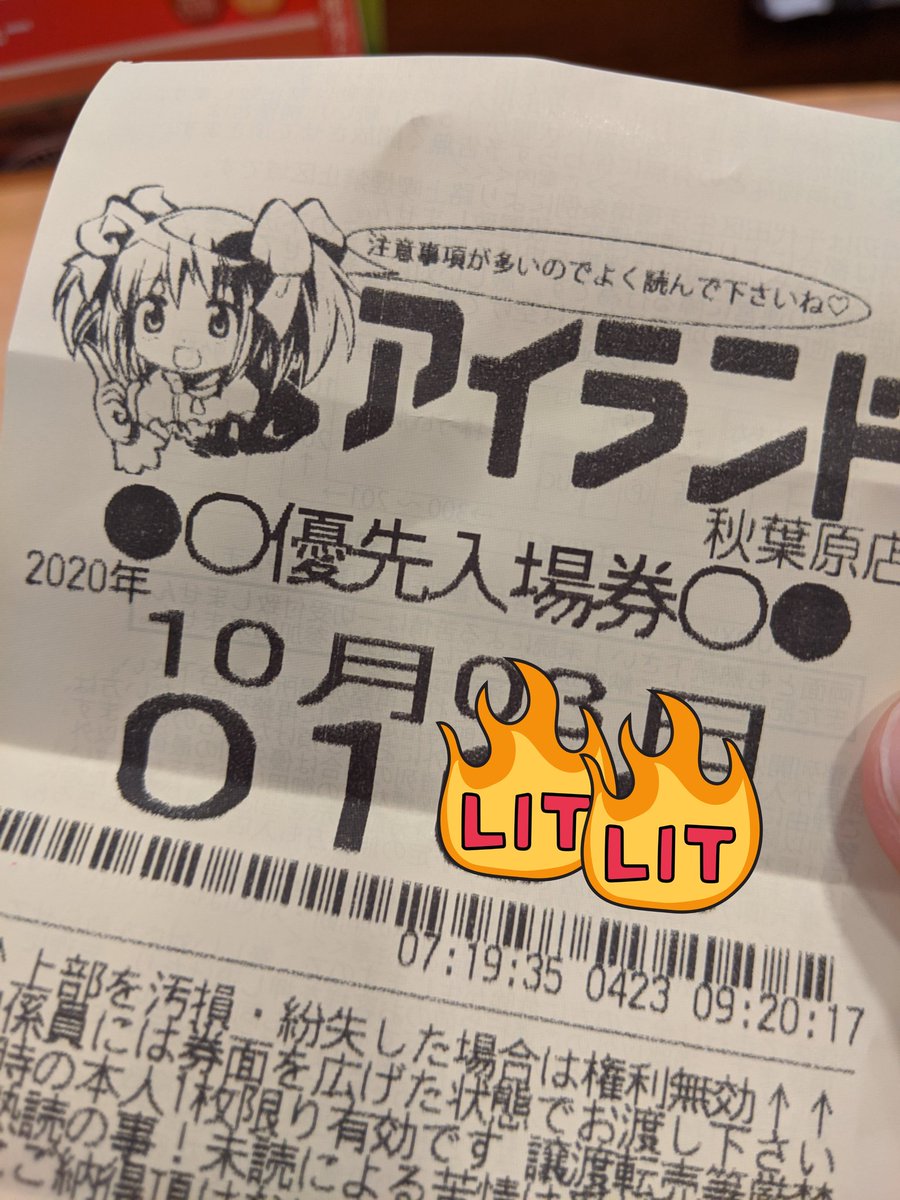 注意事項が多いのでよく読んで下さいね♡
アイランド
秋葉原店
●○優先入場券○●
2020年
10月03日
01
LIT LIT
07:19:35 0423 09:20:17
上部を汚損・紛失した場合は権利無効↑↑
係員には券面を広げた状態でお渡し下さい
時の本人1枚限り有効です 譲渡転売等
読の事!未読による苦情は